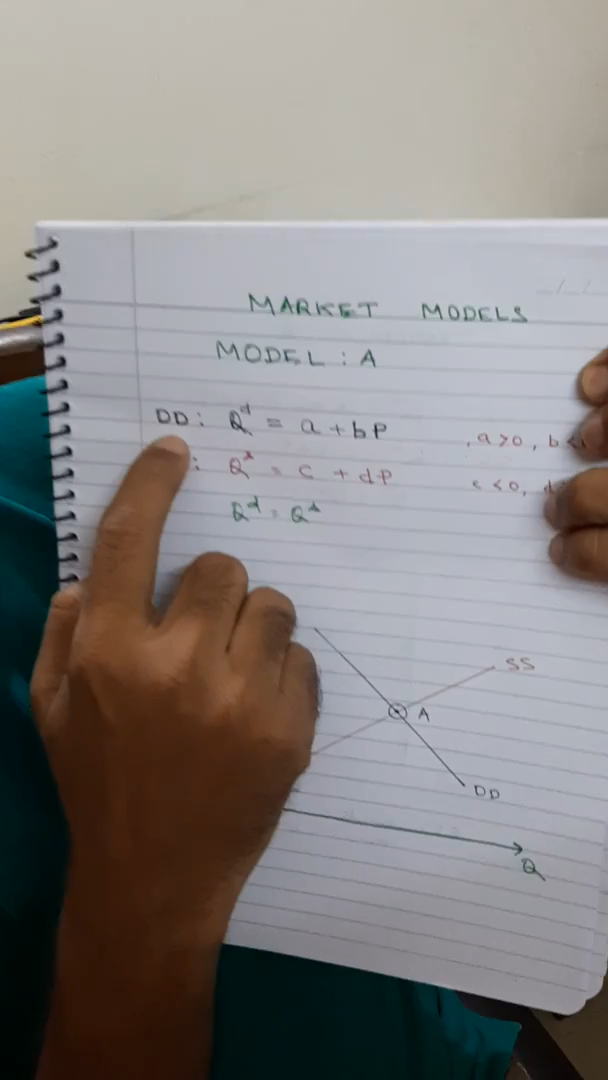 MARKET MODELS
MODEL : A
DD : Q^d = a + bP , a > 0 , b <
: Q^s = c + dP c < 0 ,
Q^d = Q^s
SS
A
DD
Q